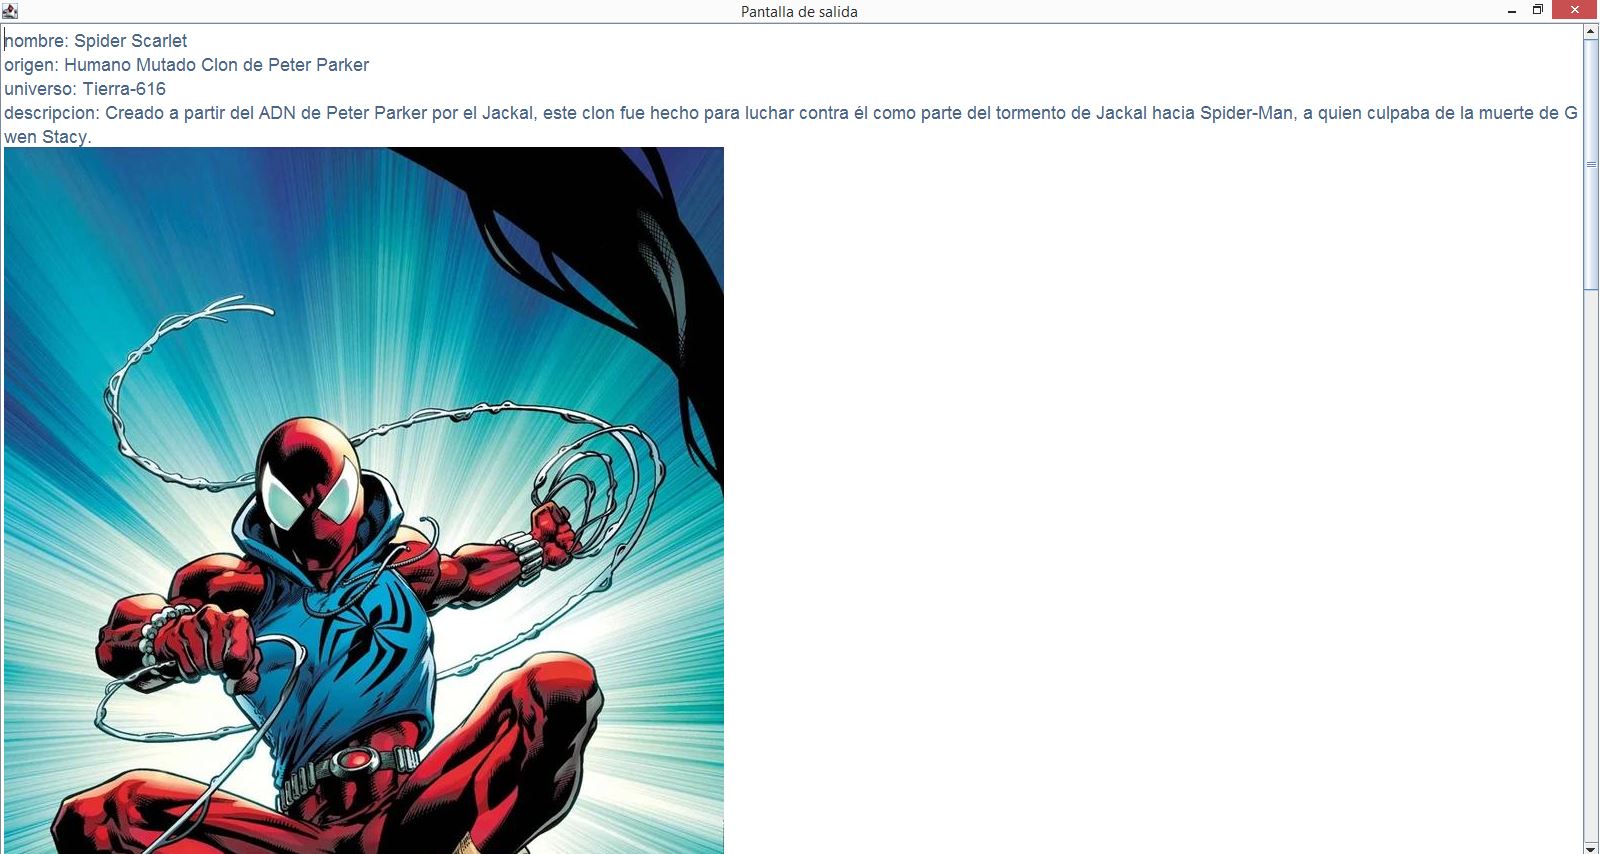 Pantalla de salida
nombre: Spider Scarlet
origen: Humano Mutado Clon de Peter Parker
universo: Tierra-616
descripcion: Creado a partir del ADN de Peter Parker por el Jackal, este clon fue hecho para luchar contra él como parte del tormento de Jackal hacia Spider-Man, a quien culpaba de la muerte de G
wen Stacy.